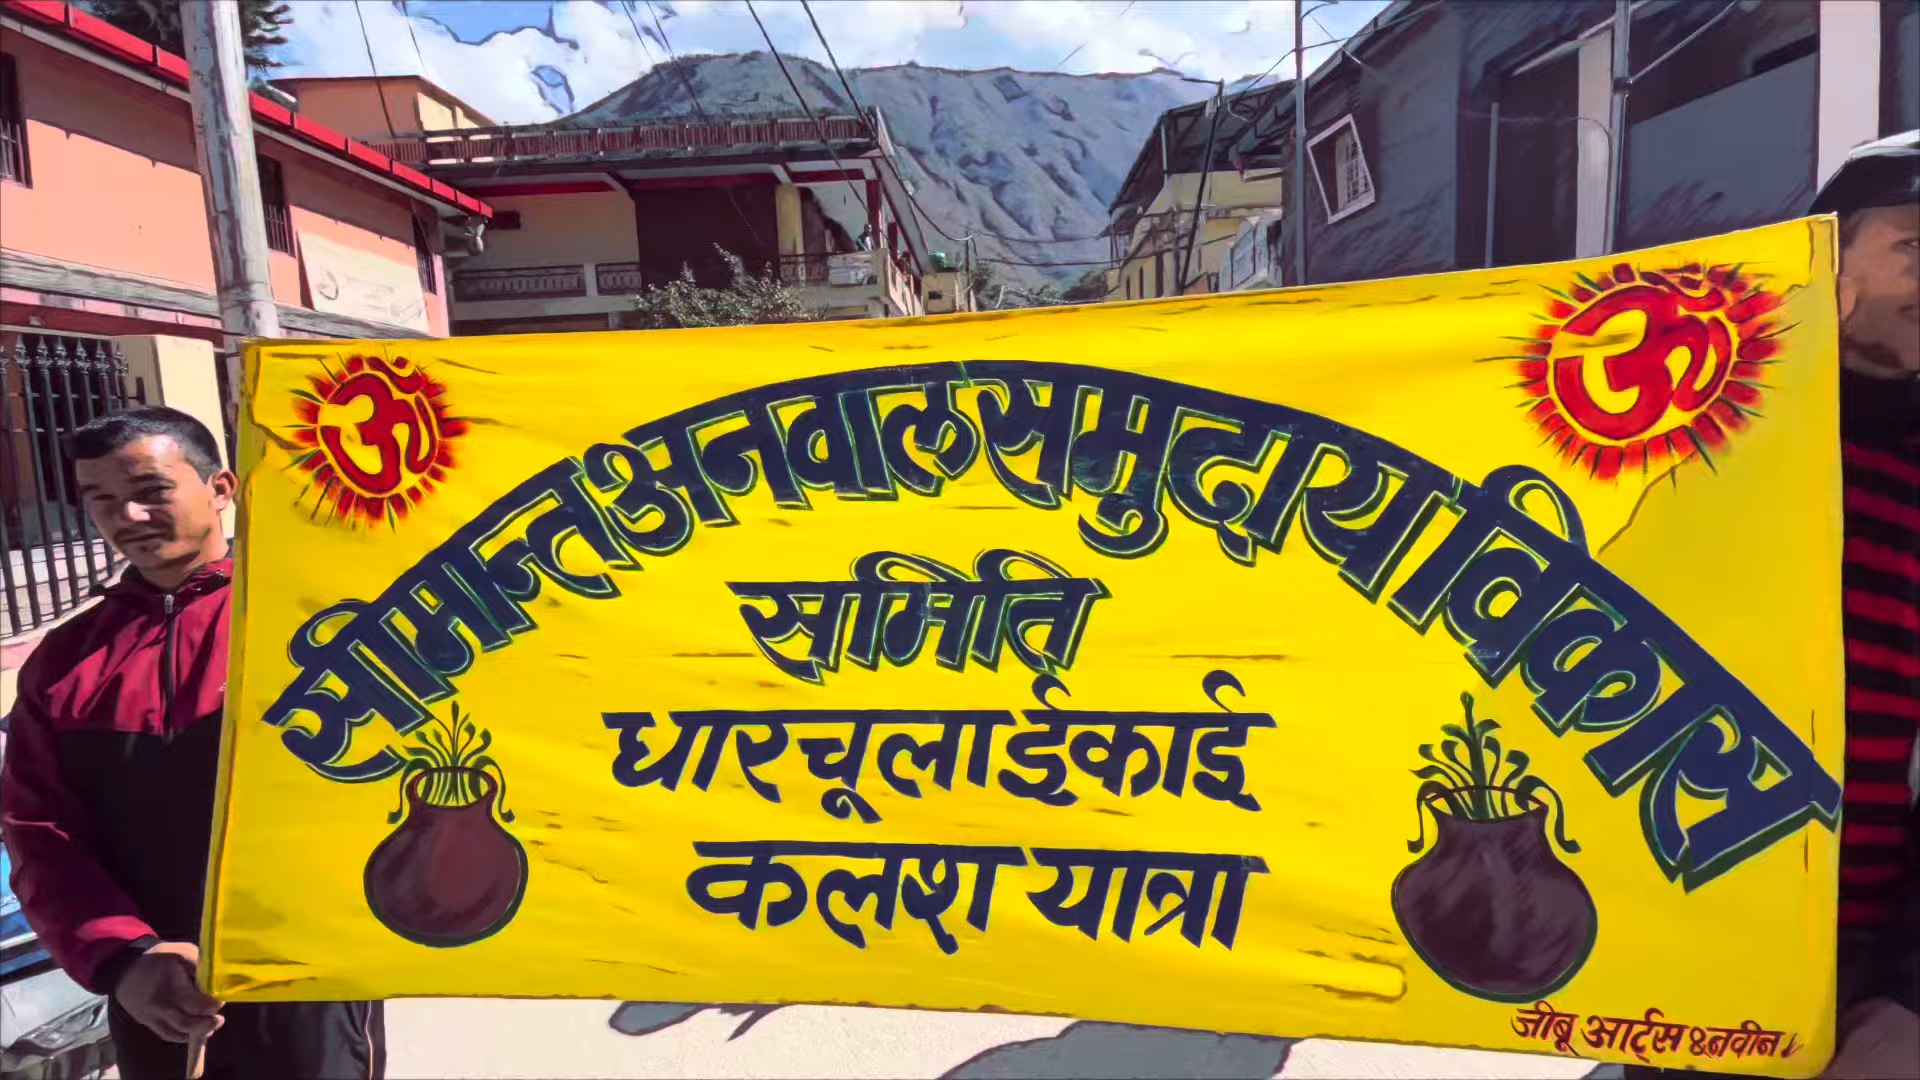 ॐ ॐ
सीमान्त अनवाल समुदाय विकास
समिति
धारचूला ईकाई
कलश यात्रा
जीबू आर्ट्स & नवीन